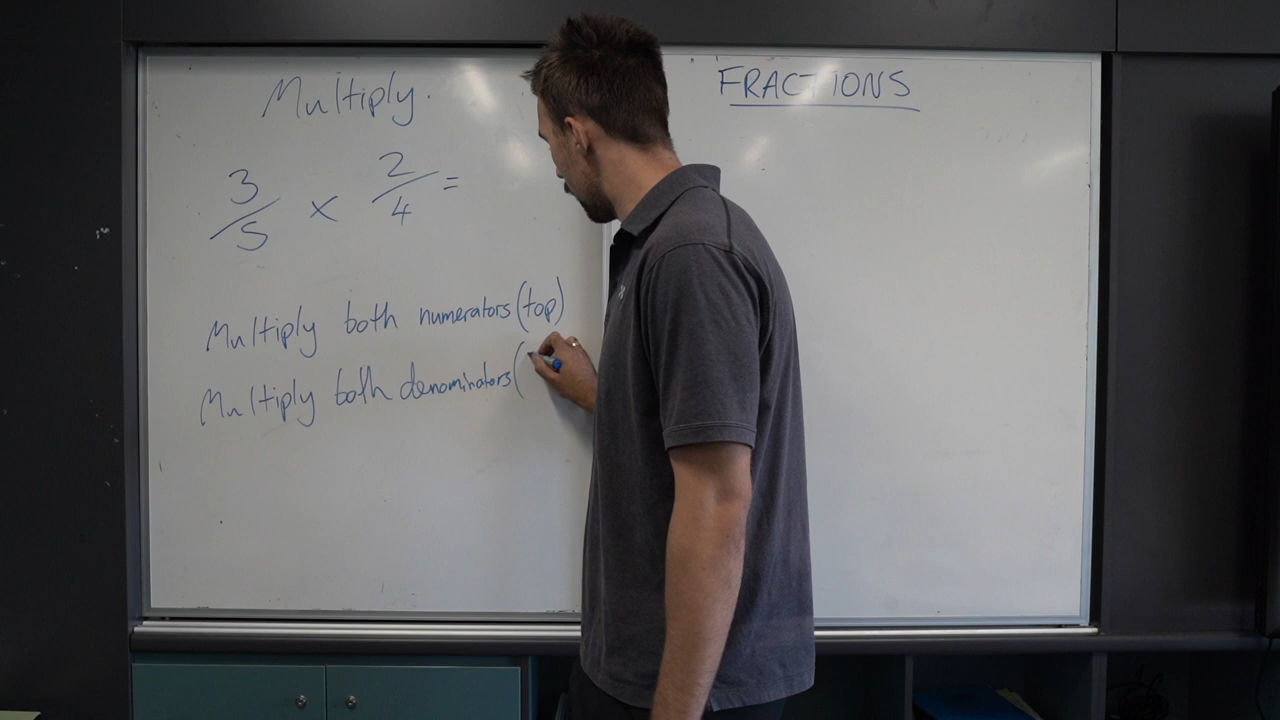 Multiply.
3/5 x 2/4 =
Multiply both numerators (top)
Multiply both denominators (
FRACTIONS